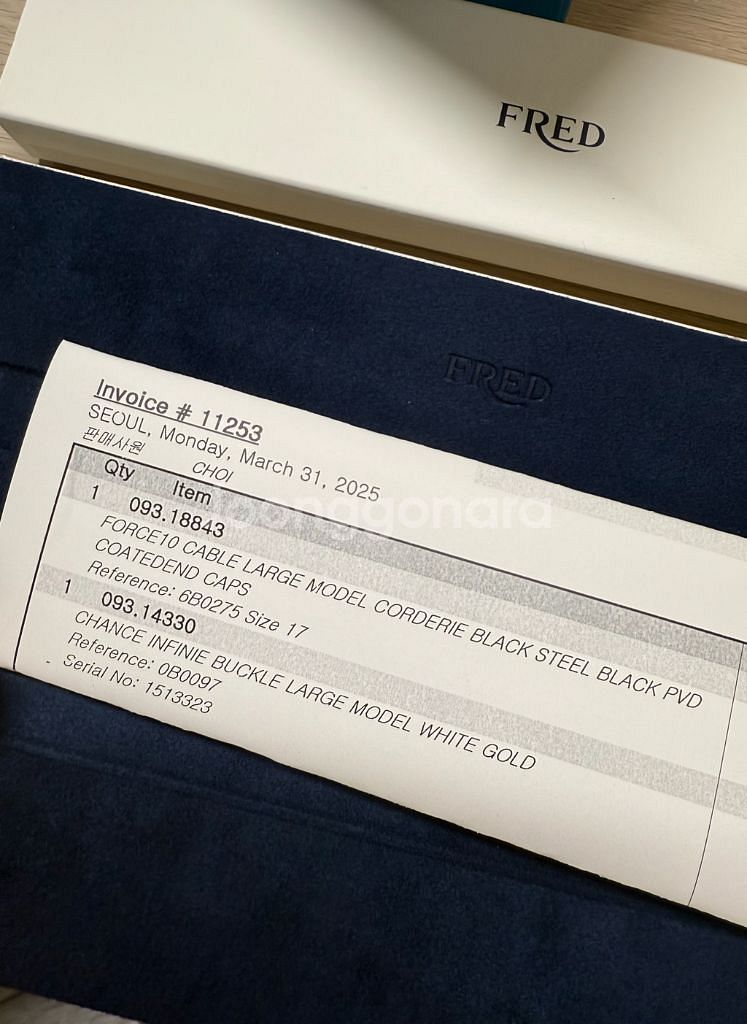 FRED
FRED
Invoice # 11253
SEOUL, Monday, March 31, 2025
판매사원 CHOI
Qty Item
1 093.18843
FORCE10 CABLE LARGE MODEL CORDERIE BLACK STEEL BLACK PVD
COATEDEND CAPS
Reference: 6B0275 Size 17
1 093.14330
CHANCE INFINIE BUCKLE LARGE MODEL WHITE GOLD
Reference: 0B0097
- Serial No: 1513323
joonggonara